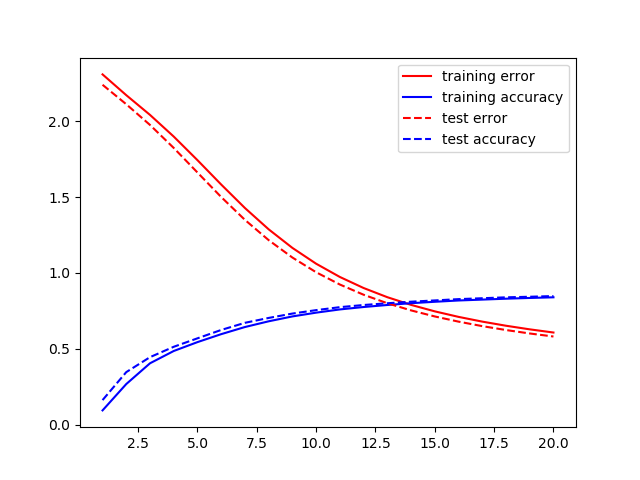 training error
training accuracy
test error
test accuracy
2.0
1.5
1.0
0.5
0.0
2.5 5.0 7.5 10.0 12.5 15.0 17.5 20.0